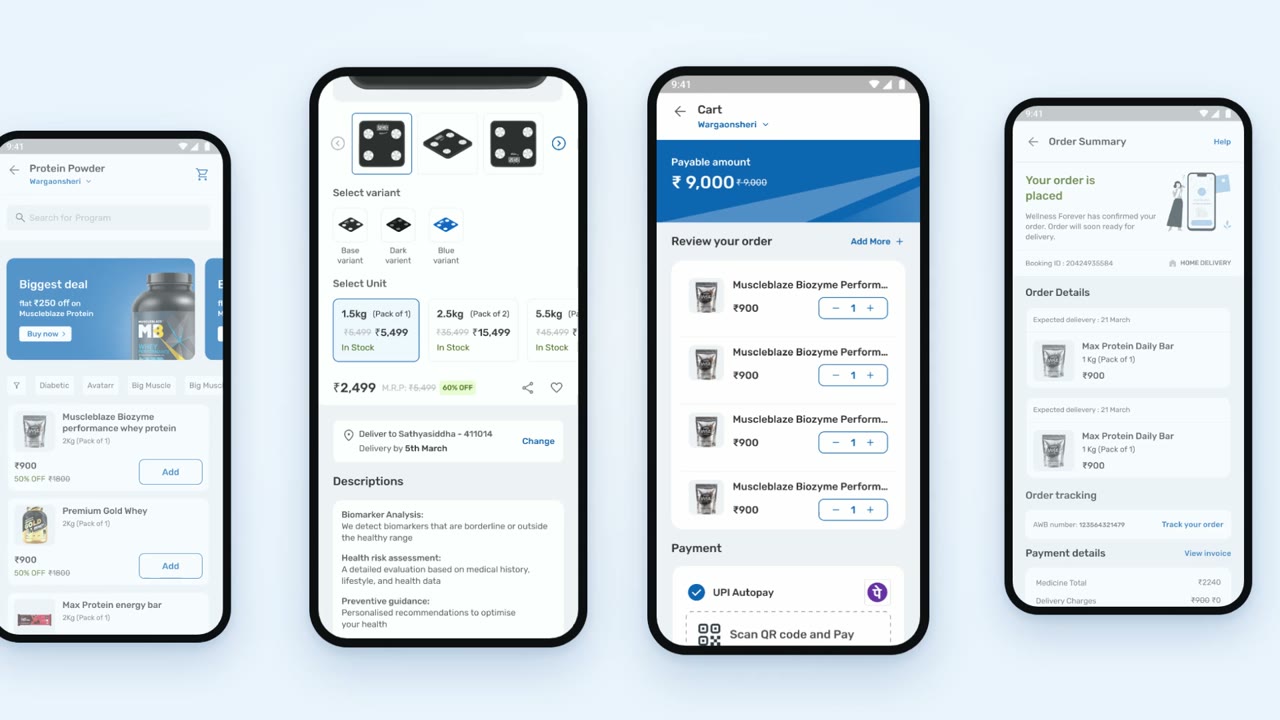 9:41
Protein Powder
Wargaonsheri
Search for Program
Biggest deal
flat ₹250 off on
Muscleblaze Protein
Buy now
MB
WHEY
Diabetic
Avatarr
Big Muscle
Big Musc
Muscleblaze Biozyme
performance whey protein
2Kg (Pack of 1)
₹900
50% OFF ₹1800
Add
Premium Gold Whey
2Kg (Pack of 1)
₹900
50% OFF ₹1800
Add
Max Protein energy bar
2Kg (Pack of 1)
Select variant
Base
variant
Dark
varient
Blue
variant
Select Unit
1.5kg (Pack of 1)
₹5,499 ₹5,499
In Stock
2.5kg (Pack of 2)
₹35,499 ₹15,499
In Stock
5.5kg (Pa
₹45,499 ₹
In Stock
₹2,499 M.R.P: ₹5,499 60% OFF
Deliver to Sathyasiddha - 411014
Delivery by 5th March
Change
Descriptions
Biomarker Analysis:
We detect biomarkers that are borderline or outside
the healthy range
Health risk assessment:
A detailed evaluation based on medical history,
lifestyle, and health data
Preventive guidance:
Personalised recommendations to optimise
your health
9:41
Cart
Wargaonsheri
Payable amount
₹ 9,000 ₹ 9,000
Review your order
Add More +
Muscleblaze Biozyme Perform...
₹900
− 1 +
Muscleblaze Biozyme Perform...
₹900
− 1 +
Muscleblaze Biozyme Perform...
₹900
− 1 +
Muscleblaze Biozyme Perform...
₹900
− 1 +
Payment
UPI Autopay
Scan QR code and Pay
9:41
Order Summary
Help
Your order is
placed
Wellness Forever has confirmed your
order. Order will soon ready for
delivery.
Booking ID : 20424935584
HOME DELIVERY
Order Details
Expected delievery : 21 March
Max Protein Daily Bar
1 Kg (Pack of 1)
₹900
Expected delievery : 21 March
Max Protein Daily Bar
1 Kg (Pack of 1)
₹900
Order tracking
AWB number: 123564321479
Track your order
Payment details
View invoice
Medicine Total
₹2240
Delivery Charges
₹900 ₹0